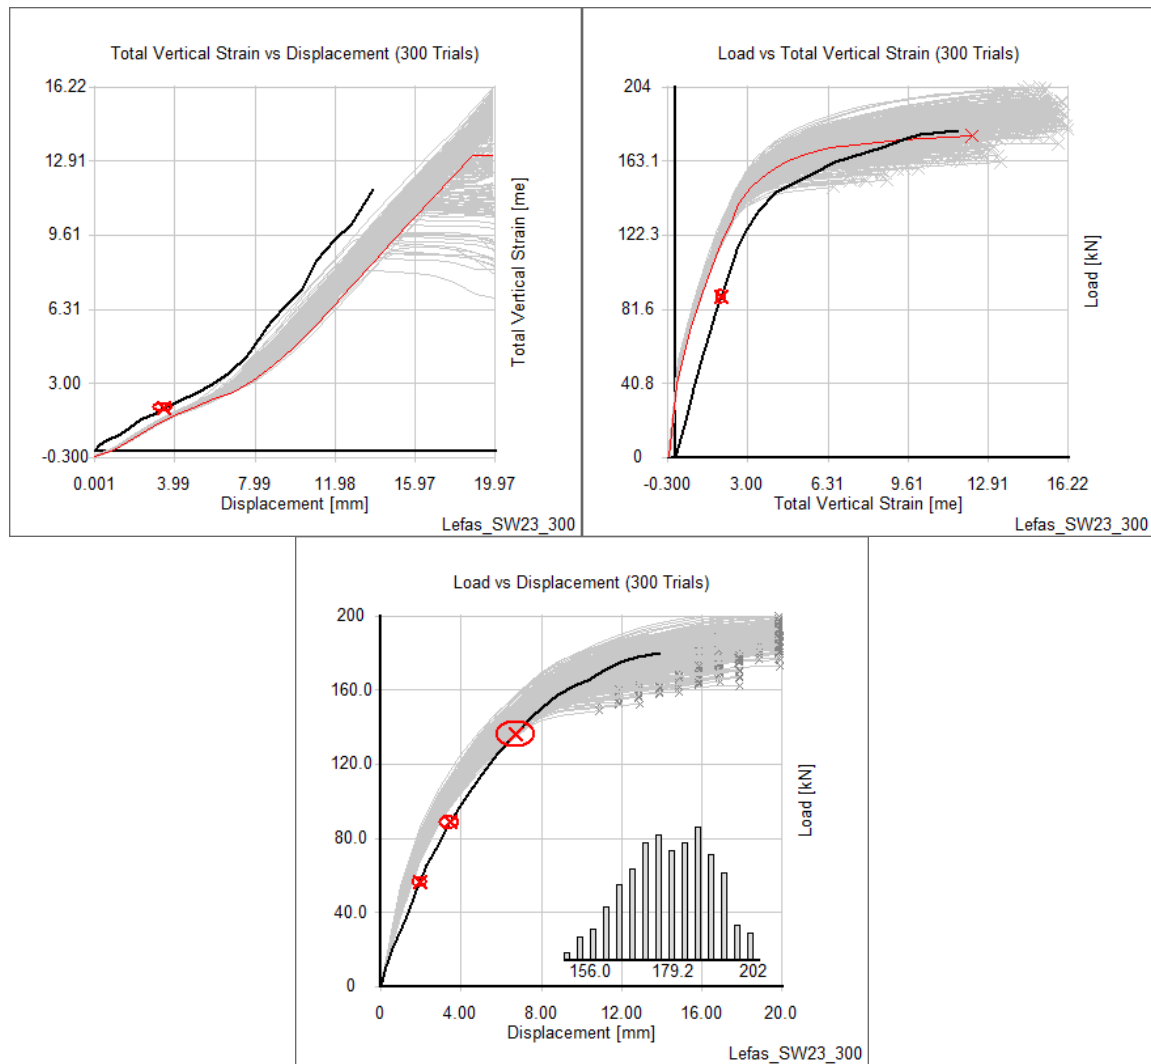 Total Vertical Strain vs Displacement (300 Trials)
16.22
12.91
9.61
6.31
3.00
-0.300
0.001 3.99 7.99 11.98 15.97 19.97
Displacement [mm]
Total Vertical Strain [me]
Lefas_SW23_300
Load vs Total Vertical Strain (300 Trials)
204
163.1
122.3
81.6
40.8
0
-0.300 3.00 6.31 9.61 12.91 16.22
Total Vertical Strain [me]
Load [kN]
Lefas_SW23_300
Load vs Displacement (300 Trials)
200
160.0
120.0
80.0
40.0
0
0 4.00 8.00 12.00 16.00 20.0
Displacement [mm]
Load [kN]
156.0 179.2 202
Lefas_SW23_300